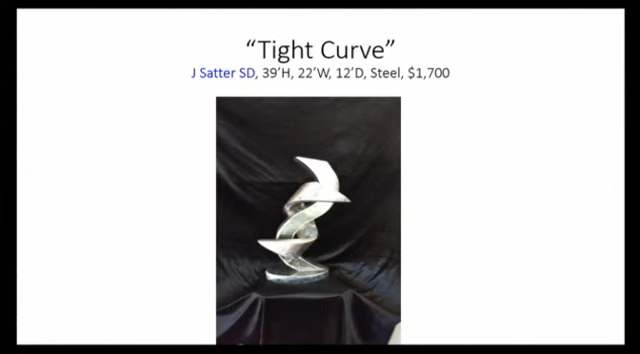 “Tight Curve”
J Satter SD, 39’H, 22’W, 12’D, Steel, $1,700